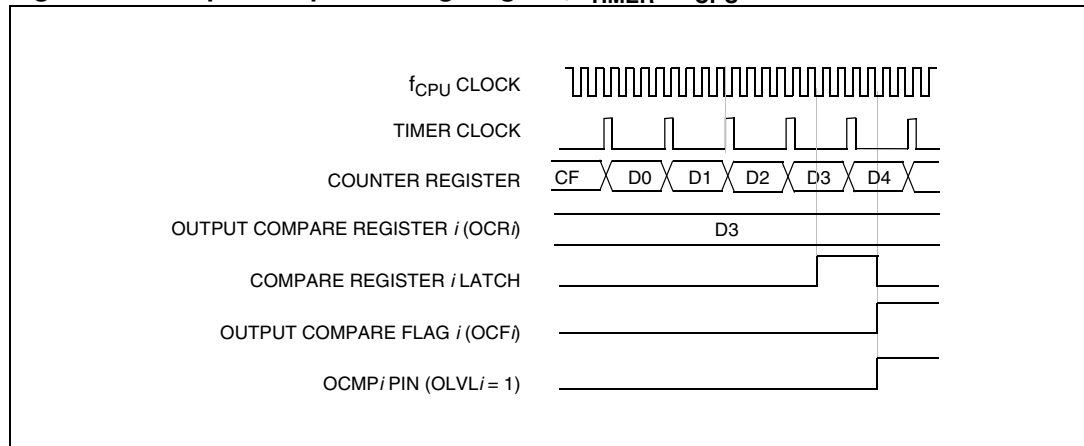 fCPU CLOCK
TIMER CLOCK
COUNTER REGISTER CF D0 D1 D2 D3 D4
OUTPUT COMPARE REGISTER i (OCRi) D3
COMPARE REGISTER i LATCH
OUTPUT COMPARE FLAG i (OCFi)
OCMPi PIN (OLVLi = 1)